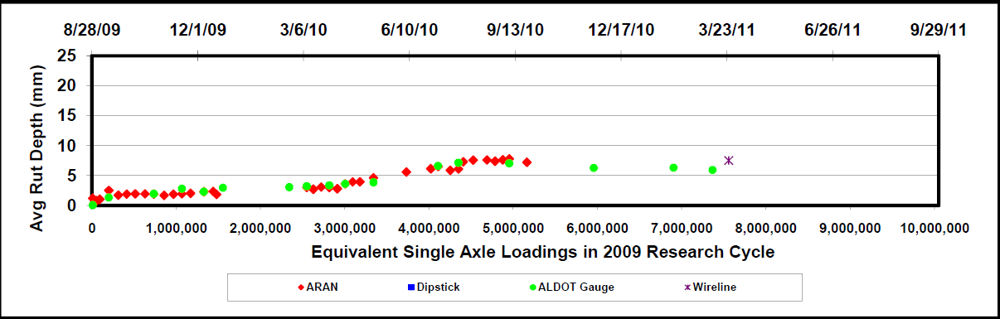 8/28/09 12/1/09 3/6/10 6/10/10 9/13/10 12/17/10 3/23/11 6/26/11 9/29/11
25
20
15
10
5
0
Avg Rut Depth (mm)
0 1,000,000 2,000,000 3,000,000 4,000,000 5,000,000 6,000,000 7,000,000 8,000,000 9,000,000 10,000,000
Equivalent Single Axle Loadings in 2009 Research Cycle
ARAN Dipstick ALDOT Gauge Wireline